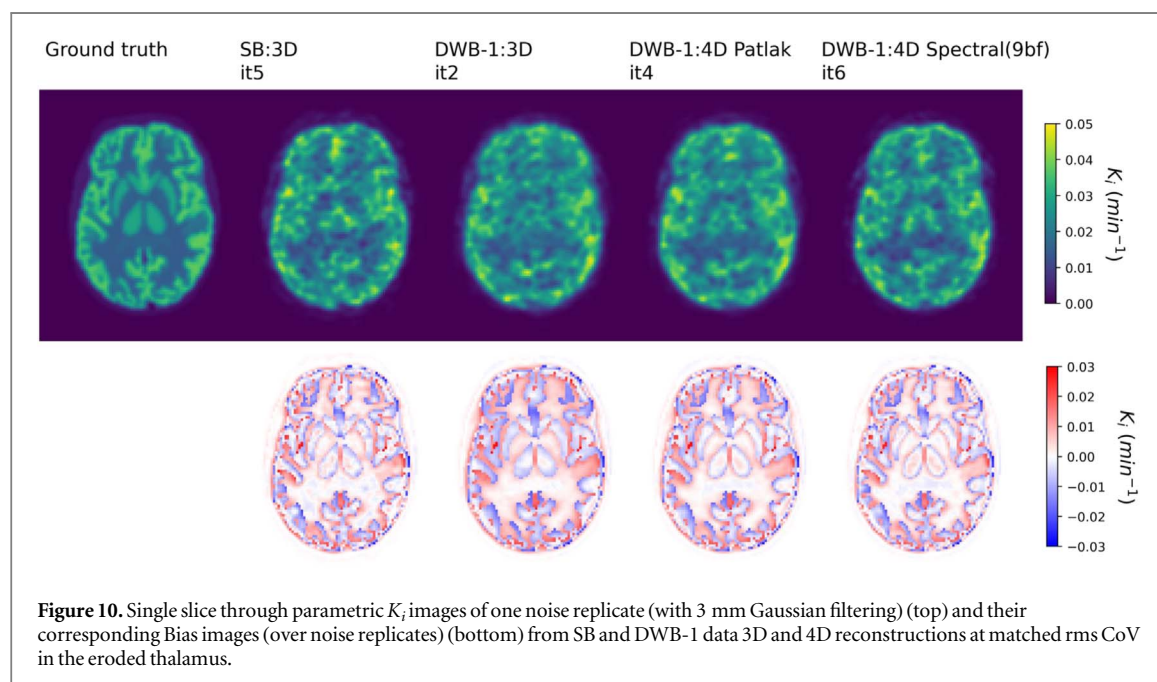 Ground truth
SB:3D
it5
DWB-1:3D
it2
DWB-1:4D Patlak
it4
DWB-1:4D Spectral(9bf)
it6
0.05
0.04
0.03
0.02
0.01
0.00
K_i (min⁻¹)
0.03
0.02
0.01
0.00
−0.01
−0.02
−0.03
K_i (min⁻¹)
Figure 10. Single slice through parametric K_i images of one noise replicate (with 3 mm Gaussian filtering) (top) and their
corresponding Bias images (over noise replicates) (bottom) from SB and DWB-1 data 3D and 4D reconstructions at matched rms CoV
in the eroded thalamus.